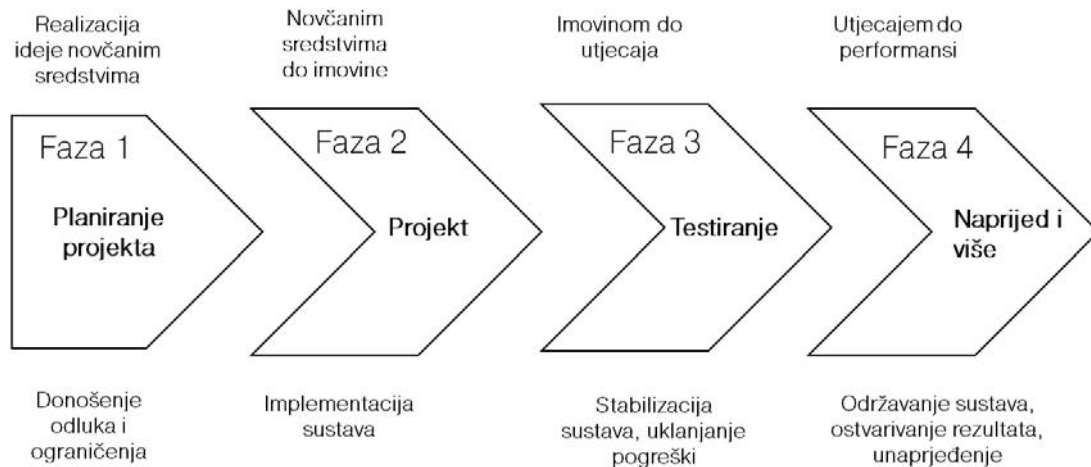 Realizacija
ideje novčanim
sredstvima
Novčanim
sredstvima
do imovine
Imovinom do
utjecaja
Utjecajem do
performansi
Faza 1
Planiranje
projekta
Faza 2
Projekt
Faza 3
Testiranje
Faza 4
Naprijed i
više
Donošenje
odluka i
ograničenja
Implementacija
sustava
Stabilizacija
sustava, uklanjanje
pogreški
Održavanje sustava,
ostvarivanje rezultata,
unaprjeđenje